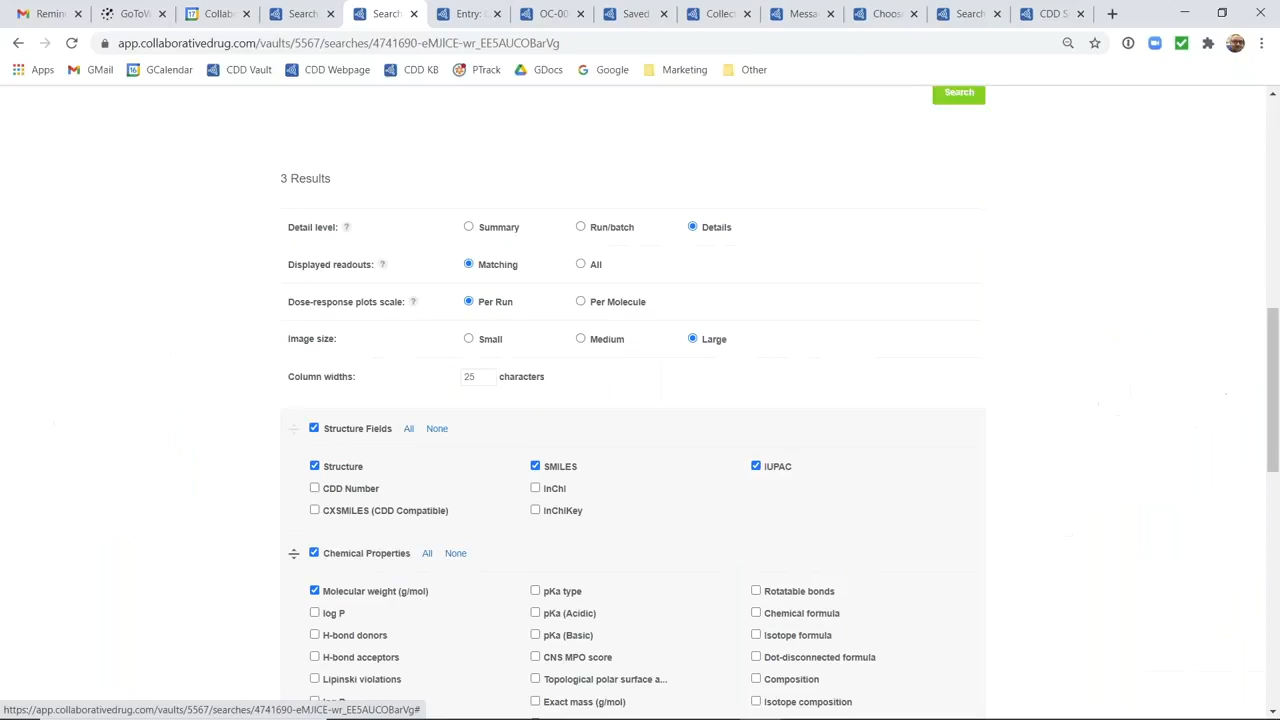 Remin GoToW Collab Search Search Entry: OC-00 Saved Collect Messa Choos Search CDD S
app.collaborativedrug.com/vaults/5567/searches/4741690-eMJlCE-wr_EE5AUCOBarVg
Apps GMail GCalendar CDD Vault CDD Webpage CDD KB PTrack GDocs Google Marketing Other
Search
3 Results
Detail level: ? Summary Run/batch Details
Displayed readouts: ? Matching All
Dose-response plots scale: ? Per Run Per Molecule
Image size: Small Medium Large
Column widths: 25 characters
Structure Fields All None
Structure SMILES IUPAC
CDD Number InChI
CXSMILES (CDD Compatible) InChIKey
Chemical Properties All None
Molecular weight (g/mol) pKa type Rotatable bonds
log P pKa (Acidic) Chemical formula
H-bond donors pKa (Basic) Isotope formula
H-bond acceptors CNS MPO score Dot-disconnected formula
Lipinski violations Topological polar surface a... Composition
Exact mass (g/mol) Isotope composition
https://app.collaborativedrug.com/vaults/5567/searches/4741690-eMJlCE-wr_EE5AUCOBarVg#